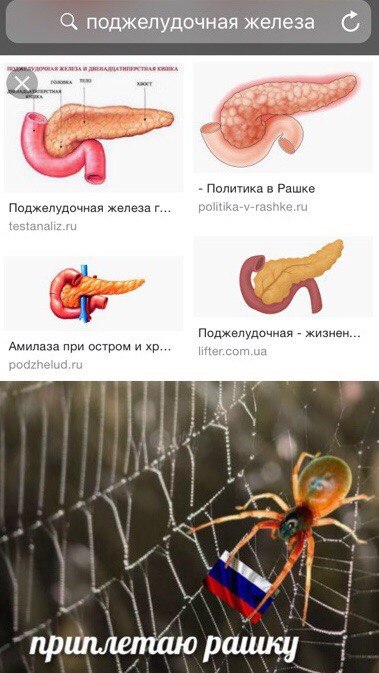 поджелудочная железа
ПОДЖЕЛУДОЧНАЯ ЖЕЛЕЗА И ДВЕНАДЦАТИПЕРСТНАЯ КИШКА
ГОЛОВКА
ТЕЛО
ХВОСТ
ДВЕНАДЦАТИПЕРСТНАЯ
КИШКА
Поджелудочная железа г...
testanaliz.ru
- Политика в Рашке
politika-v-rashke.ru
Амилаза при остром и хр...
podzhelud.ru
Поджелудочная - жизнен...
lifter.com.ua
приплетаю рашку